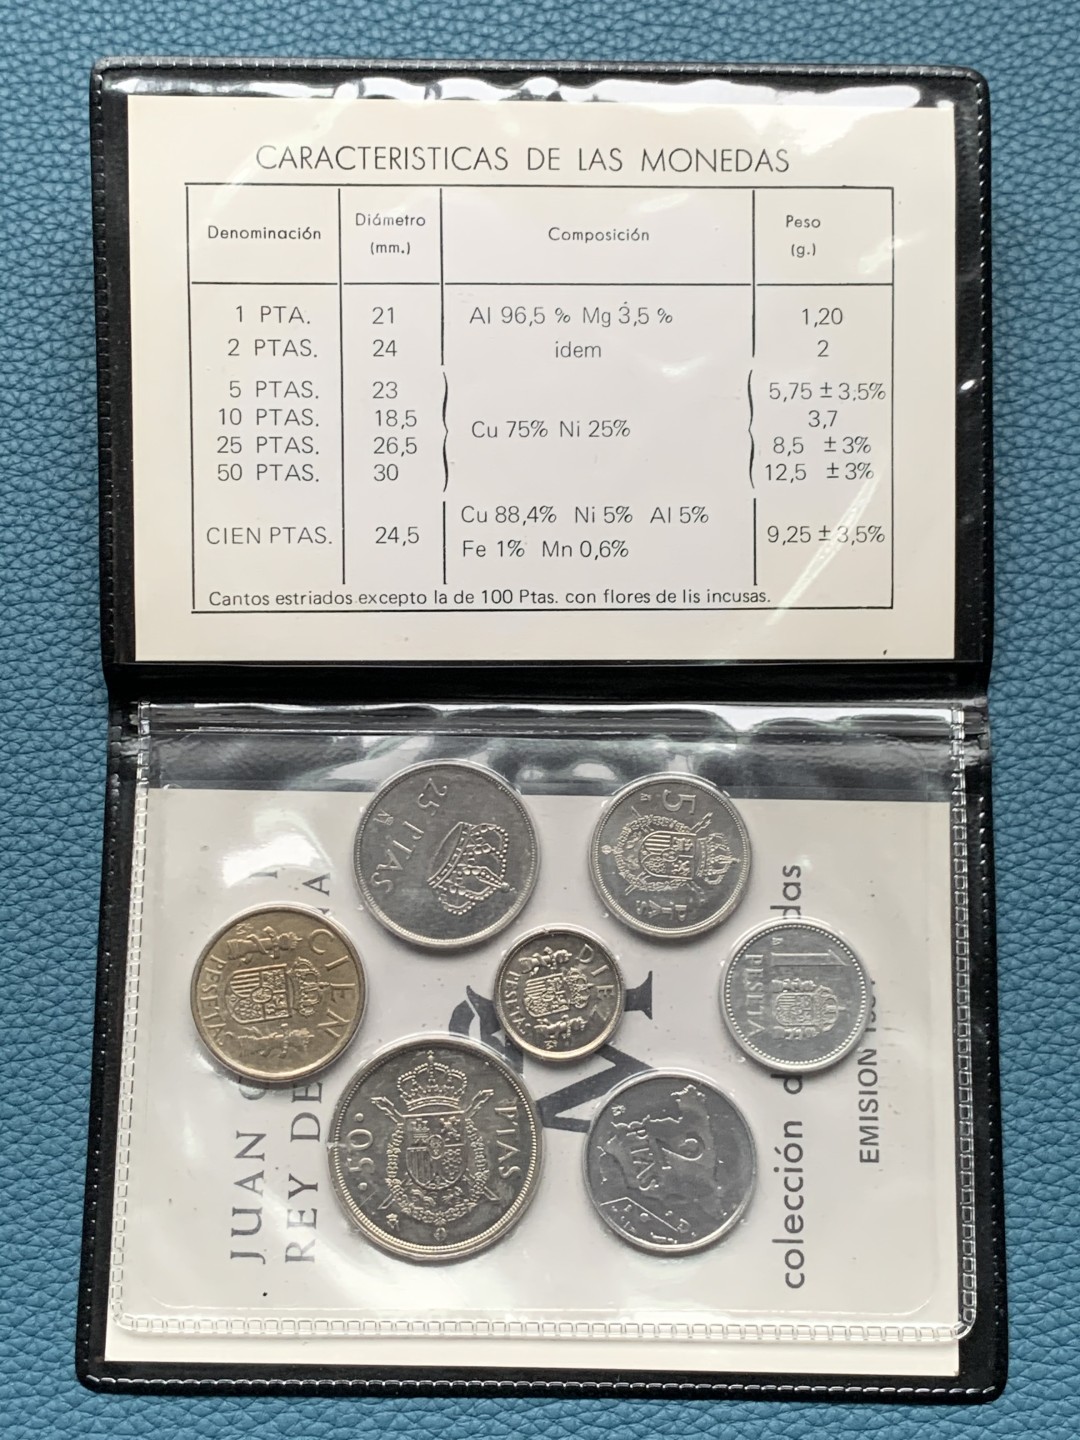 CARACTERISTICAS DE LAS MONEDAS
Denominación Diámetro (mm.) Composición Peso (g.)
1 PTA. 21 Al 96,5 % Mg 3,5 % 1,20
2 PTAS. 24 idem 2
5 PTAS. 23 5,75 ± 3,5%
10 PTAS. 18,5 Cu 75% Ni 25% 3,7
25 PTAS. 26,5 8,5 ± 3%
50 PTAS. 30 12,5 ± 3%
CIEN PTAS. 24,5 Cu 88,4% Ni 5% Al 5% 9,25 ± 3,5%
Fe 1% Mn 0,6%
Cantos estriados excepto la de 100 Ptas. con flores de lis incusas.
25 PTAS
5 PTAS
CIEN PESETAS
DIEZ PESETAS
1 PESETA
50 PTAS
2 PTAS
JUAN
REY DE
colección
EMISION